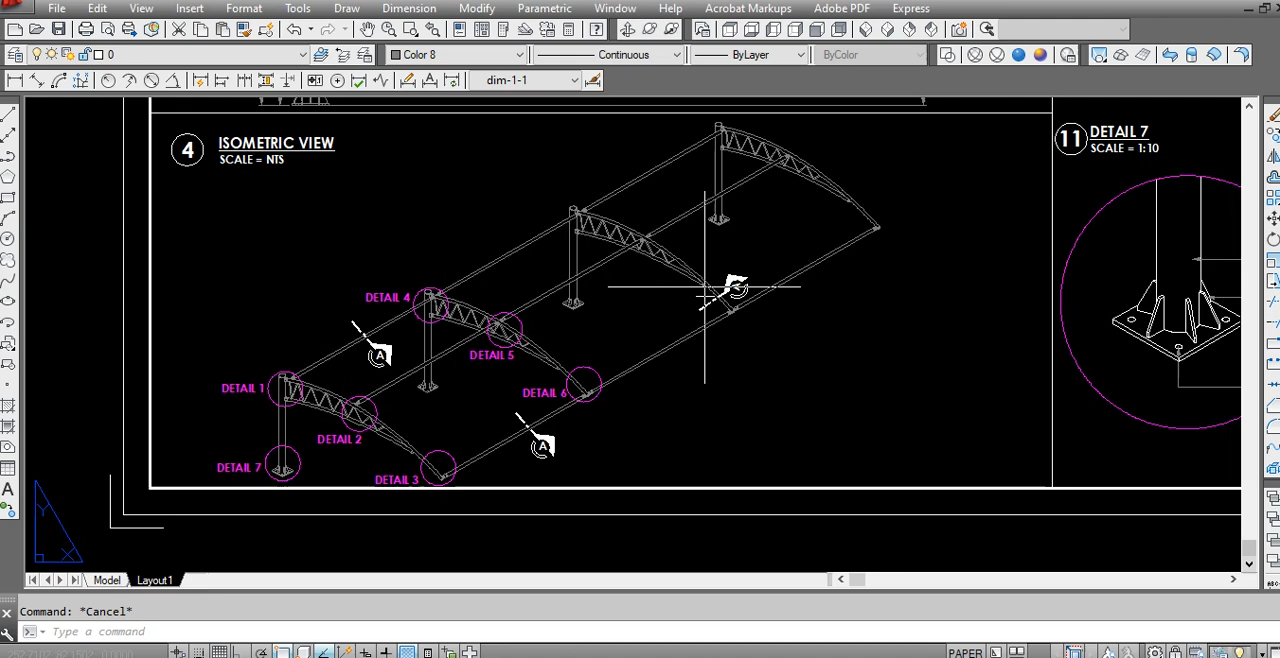 File Edit View Insert Format Tools Draw Dimension Modify Parametric Window Help Acrobat Markups Adobe PDF Express
0 Color 8 Continuous ByLayer ByColor
dim-1-1
4 ISOMETRIC VIEW
SCALE = NTS
11 DETAIL 7
SCALE = 1:10
DETAIL 4
A
DETAIL 5
DETAIL 1
DETAIL 6
DETAIL 2
A
DETAIL 7
DETAIL 3
Y
X
Model Layout1
Command: *Cancel*
Type a command
PAPER